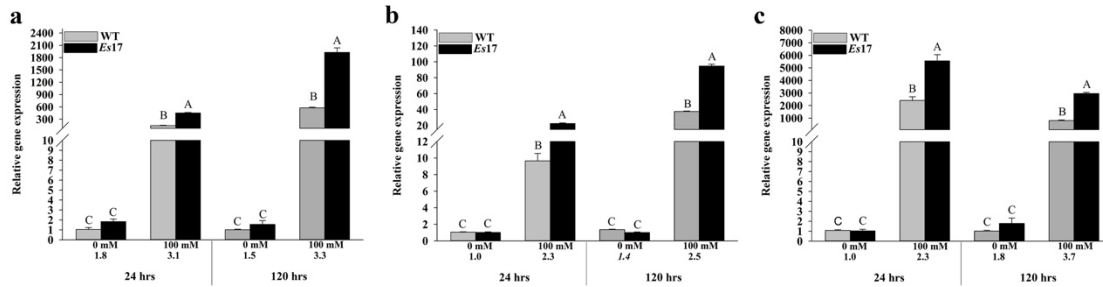 a
Relative gene expression
2400
2100
1800
1500
1200
900
600
300
10
9
8
7
6
5
4
3
2
1
0
WT
Es17
C C
B A
C C
B A
0 mM 100 mM 0 mM 100 mM
1.8 3.1 1.5 3.3
24 hrs 120 hrs
b
Relative gene expression
140
120
100
80
60
40
20
12
10
8
6
4
2
0
WT
Es17
C C
B A
C C
B A
0 mM 100 mM 0 mM 100 mM
1.0 2.3 1.4 2.5
24 hrs 120 hrs
c
Relative gene expression
8000
7000
6000
5000
4000
3000
2000
1000
10
9
8
7
6
5
4
3
2
1
0
WT
Es17
C C
B A
C C
B A
0 mM 100 mM 0 mM 100 mM
1.0 2.3 1.8 3.7
24 hrs 120 hrs